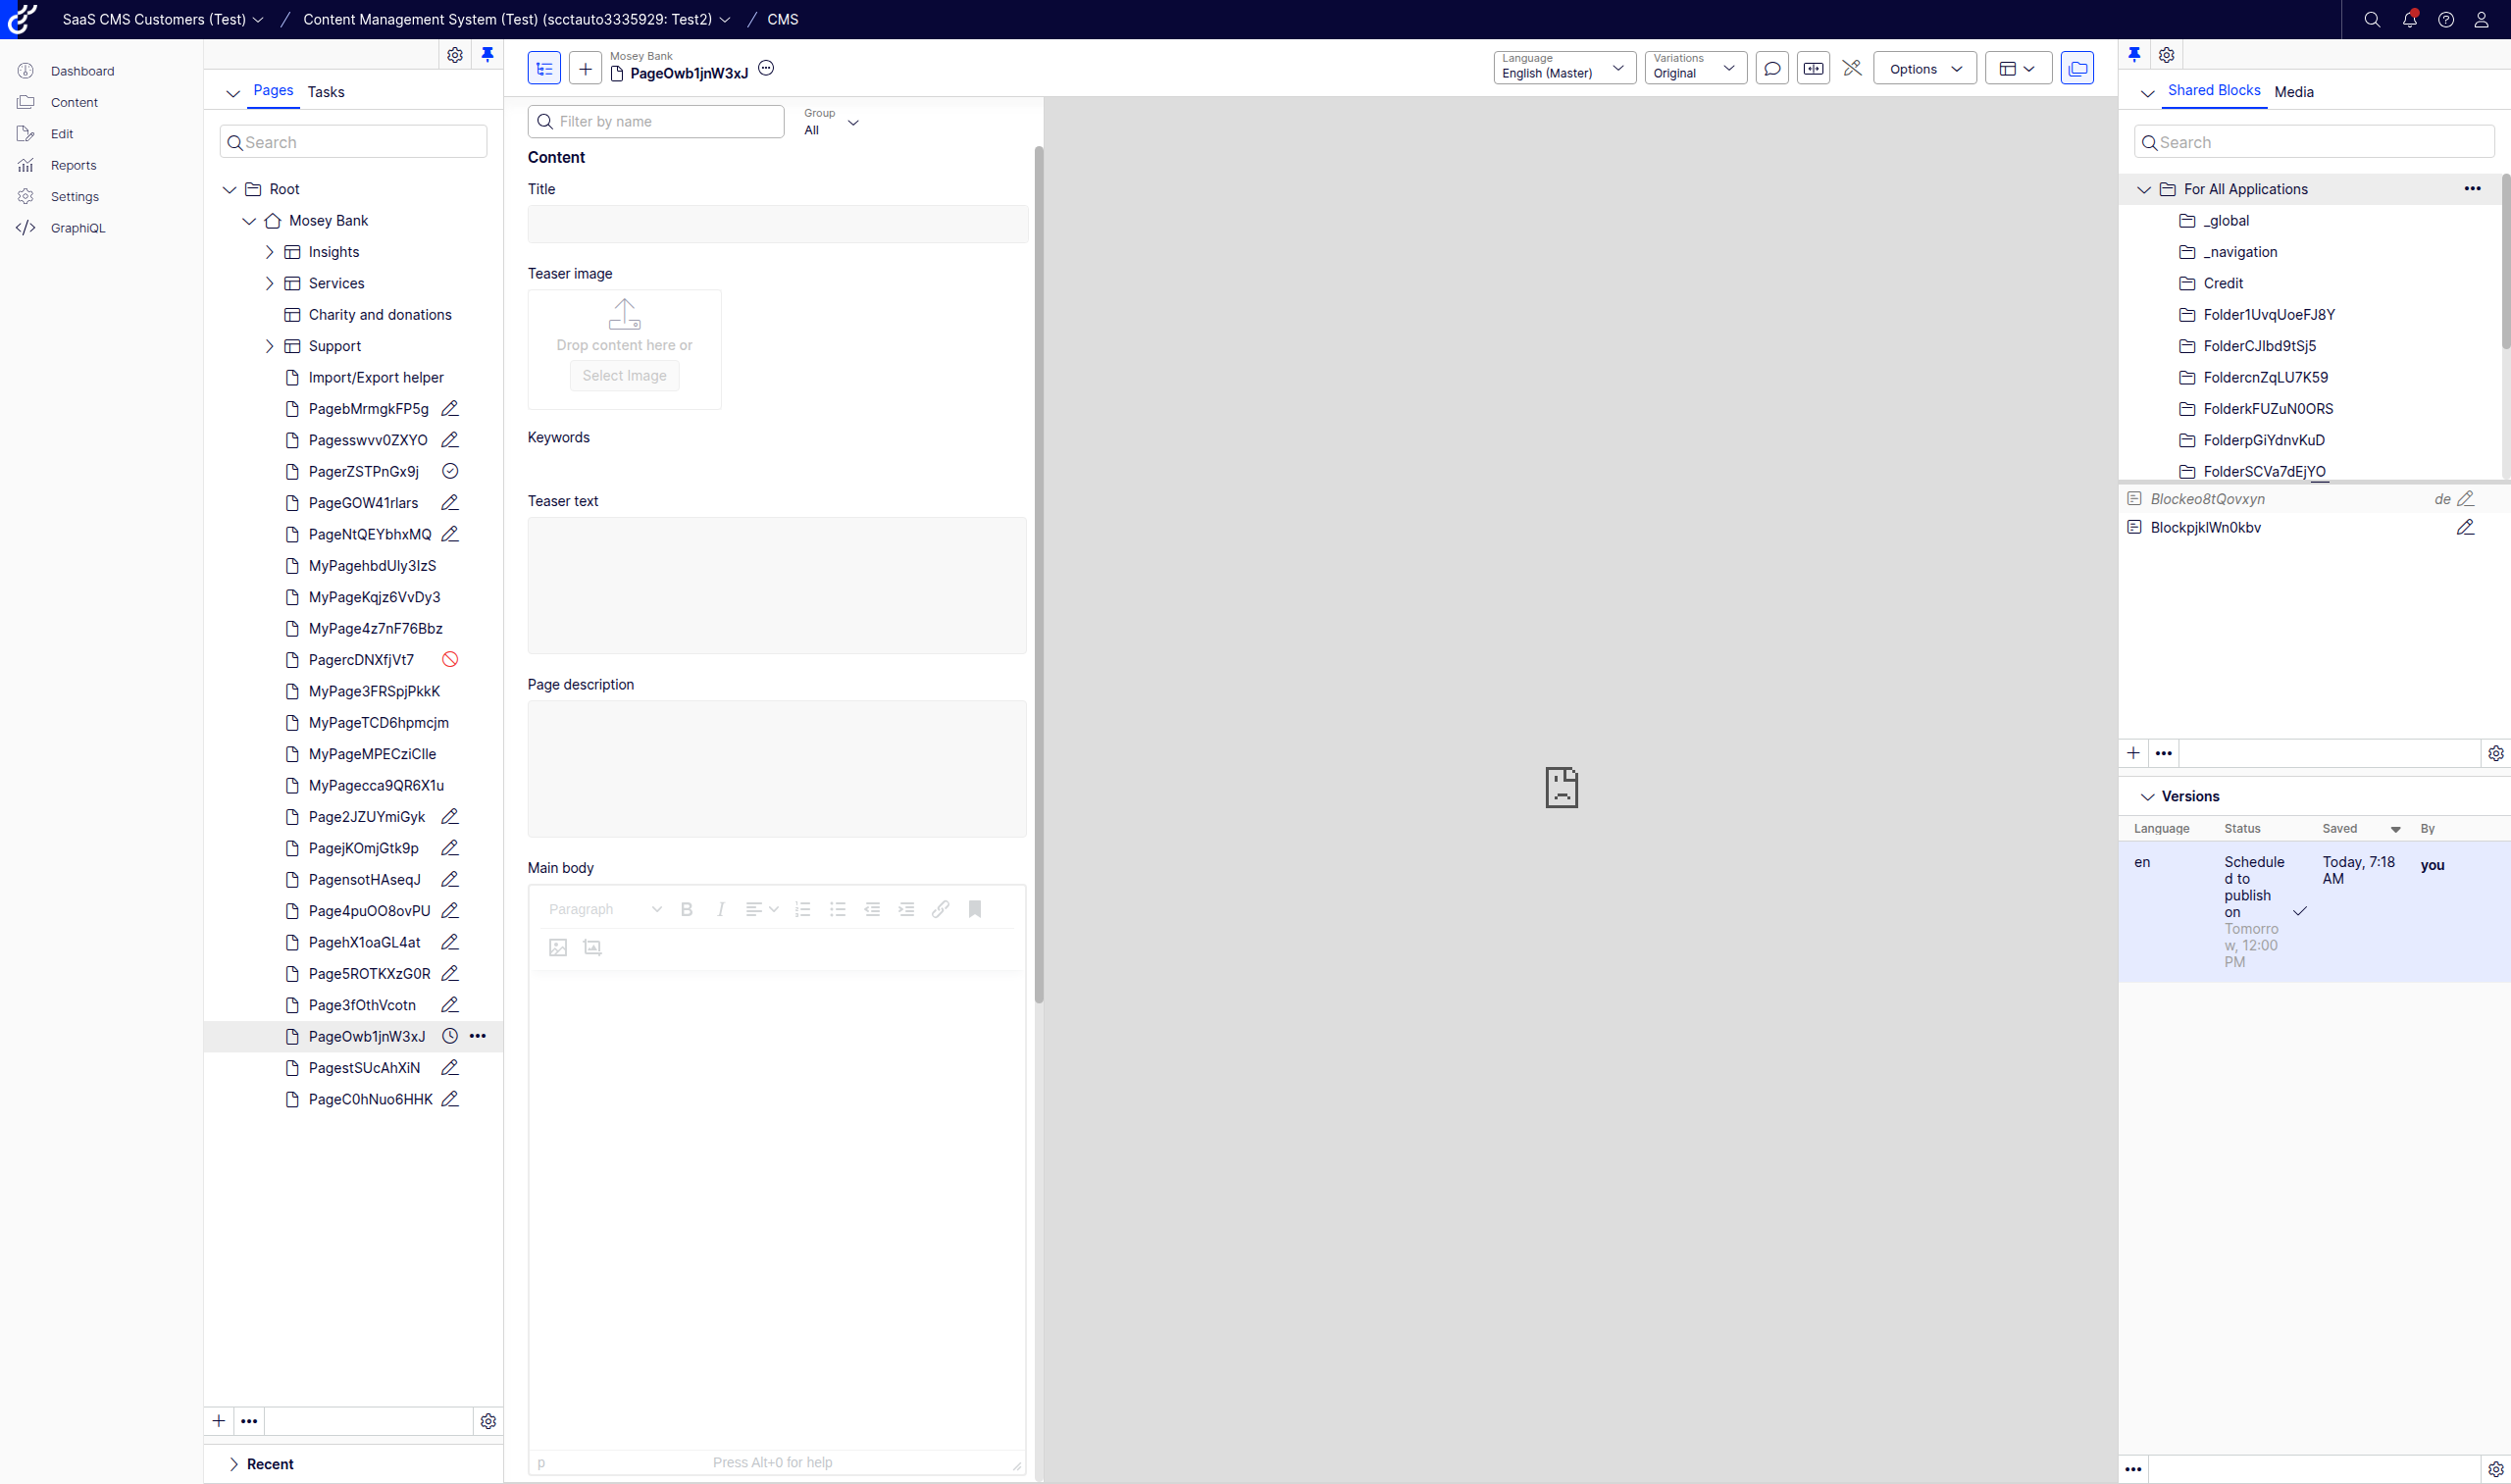 SaaS CMS Customers (Test) / Content Management System (Test) (scctauto3335929: Test2) / CMS
Dashboard
Content
Edit
Reports
Settings
GraphiQL
Pages Tasks
Search
Root
Mosey Bank
Insights
Services
Charity and donations
Support
Import/Export helper
PagebMrmgkFP5g
Pagesswvv0ZXYO
PagerZSTPnGx9j
PageGOW41rlars
PageNtQEYbhxMQ
MyPagehbdUly3IzS
MyPageKqjz6VvDy3
MyPage4z7nF76Bbz
PagercDNXfjVt7
MyPage3FRSpjPkkK
MyPageTCD6hpmcjm
MyPageMPECziClle
MyPagecca9QR6X1u
Page2JZUYmiGyk
PagejKOmjGtk9p
PagensotHAseqJ
Page4puOO8ovPU
PagehX1oaGL4at
Page5ROTKXzG0R
Page3fOthVcotn
PageOwb1jnW3xJ
PagestSUcAhXiN
PageC0hNuo6HHK
Recent
Mosey Bank
PageOwb1jnW3xJ
Language
English (Master)
Variations
Original
Options
Filter by name
Group
All
Content
Title
Teaser image
Drop content here or
Select Image
Keywords
Teaser text
Page description
Main body
Paragraph B I
p Press Alt+0 for help
Shared Blocks Media
Search
For All Applications
_global
_navigation
Credit
Folder1UvqUoeFJ8Y
FolderCJlbd9tSj5
FoldercnZqLU7K59
FolderkFUZuN0ORS
FolderpGiYdnvKuD
FolderSCVa7dEjYO
Blockeo8tQovxyn de
BlockpjklWn0kbv
Versions
Language Status Saved By
en Schedule Today, 7:18 you
d to AM
publish
on
Tomorro
w, 12:00
PM